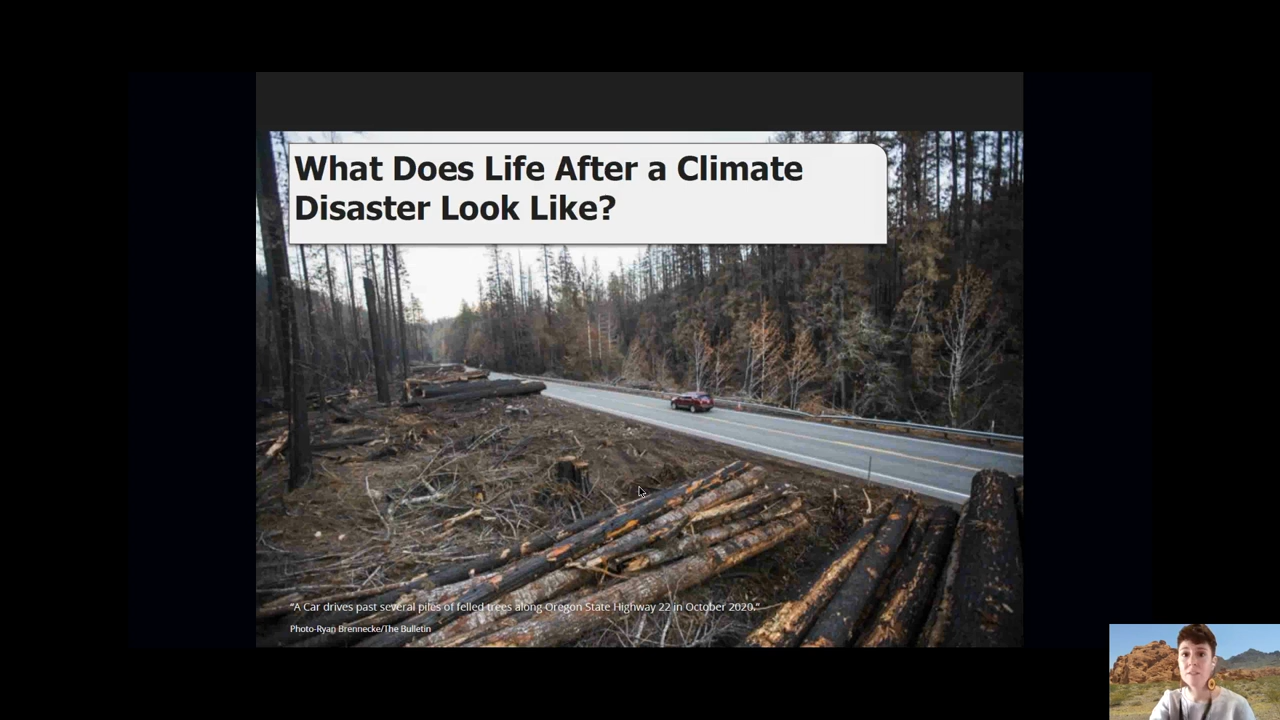 What Does Life After a Climate
Disaster Look Like?
“A Car drives past several piles of felled trees along Oregon State Highway 22 in October 2020.”
Photo-Ryan Brennecke/The Bulletin